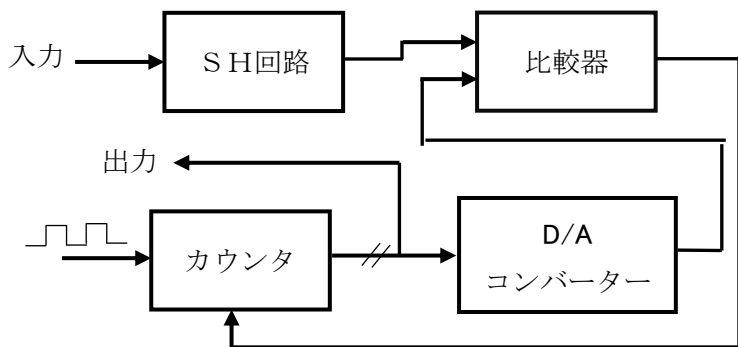 入力
ＳＨ回路
比較器
出力
カウンタ
D/A
コンバーター